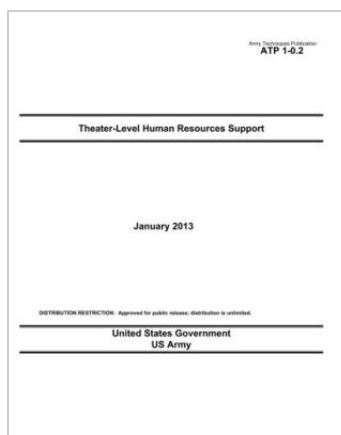 Army Techniques Publication
ATP 1-0.2
Theater-Level Human Resources Support
January 2013
DISTRIBUTION RESTRICTION: Approved for public release; distribution is unlimited.
United States Government
US Army